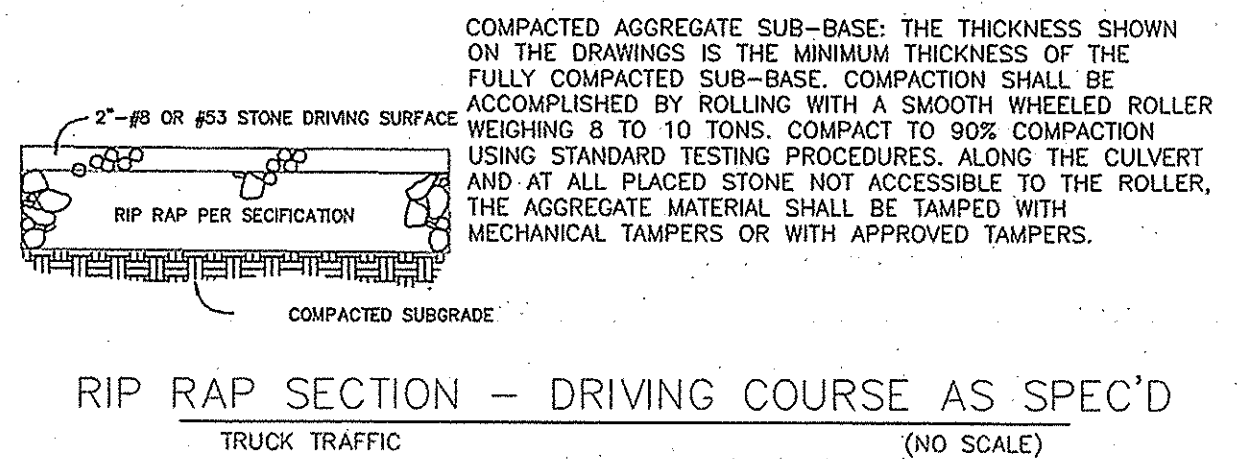 COMPACTED AGGREGATE SUB-BASE: THE THICKNESS SHOWN
ON THE DRAWINGS IS THE MINIMUM THICKNESS OF THE
FULLY COMPACTED SUB-BASE. COMPACTION SHALL BE
ACCOMPLISHED BY ROLLING WITH A SMOOTH WHEELED ROLLER
WEIGHING 8 TO 10 TONS. COMPACT TO 90% COMPACTION
USING STANDARD TESTING PROCEDURES. ALONG THE CULVERT
AND AT ALL PLACED STONE NOT ACCESSIBLE TO THE ROLLER,
THE AGGREGATE MATERIAL SHALL BE TAMPED WITH
MECHANICAL TAMPERS OR WITH APPROVED TAMPERS.
2"-#8 OR #53 STONE DRIVING SURFACE
RIP RAP PER SECIFICATION
COMPACTED SUBGRADE
RIP RAP SECTION - DRIVING COURSE AS SPEC'D
TRUCK TRAFFIC
(NO SCALE)